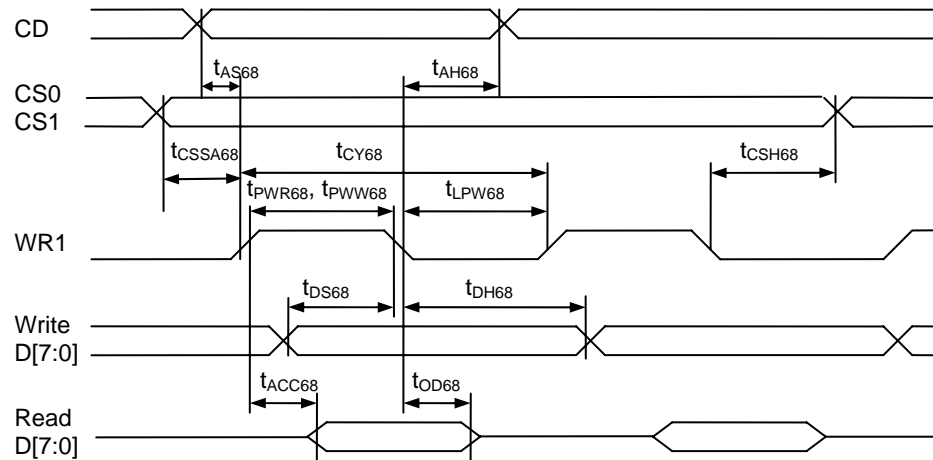 CD
tAS68
tAH68
CS0
CS1
tCSSA68
tCY68
tCSH68
tPWR68, tPWW68
tLPW68
WR1
tDS68
tDH68
Write
D[7:0]
tACC68
tOD68
Read
D[7:0]